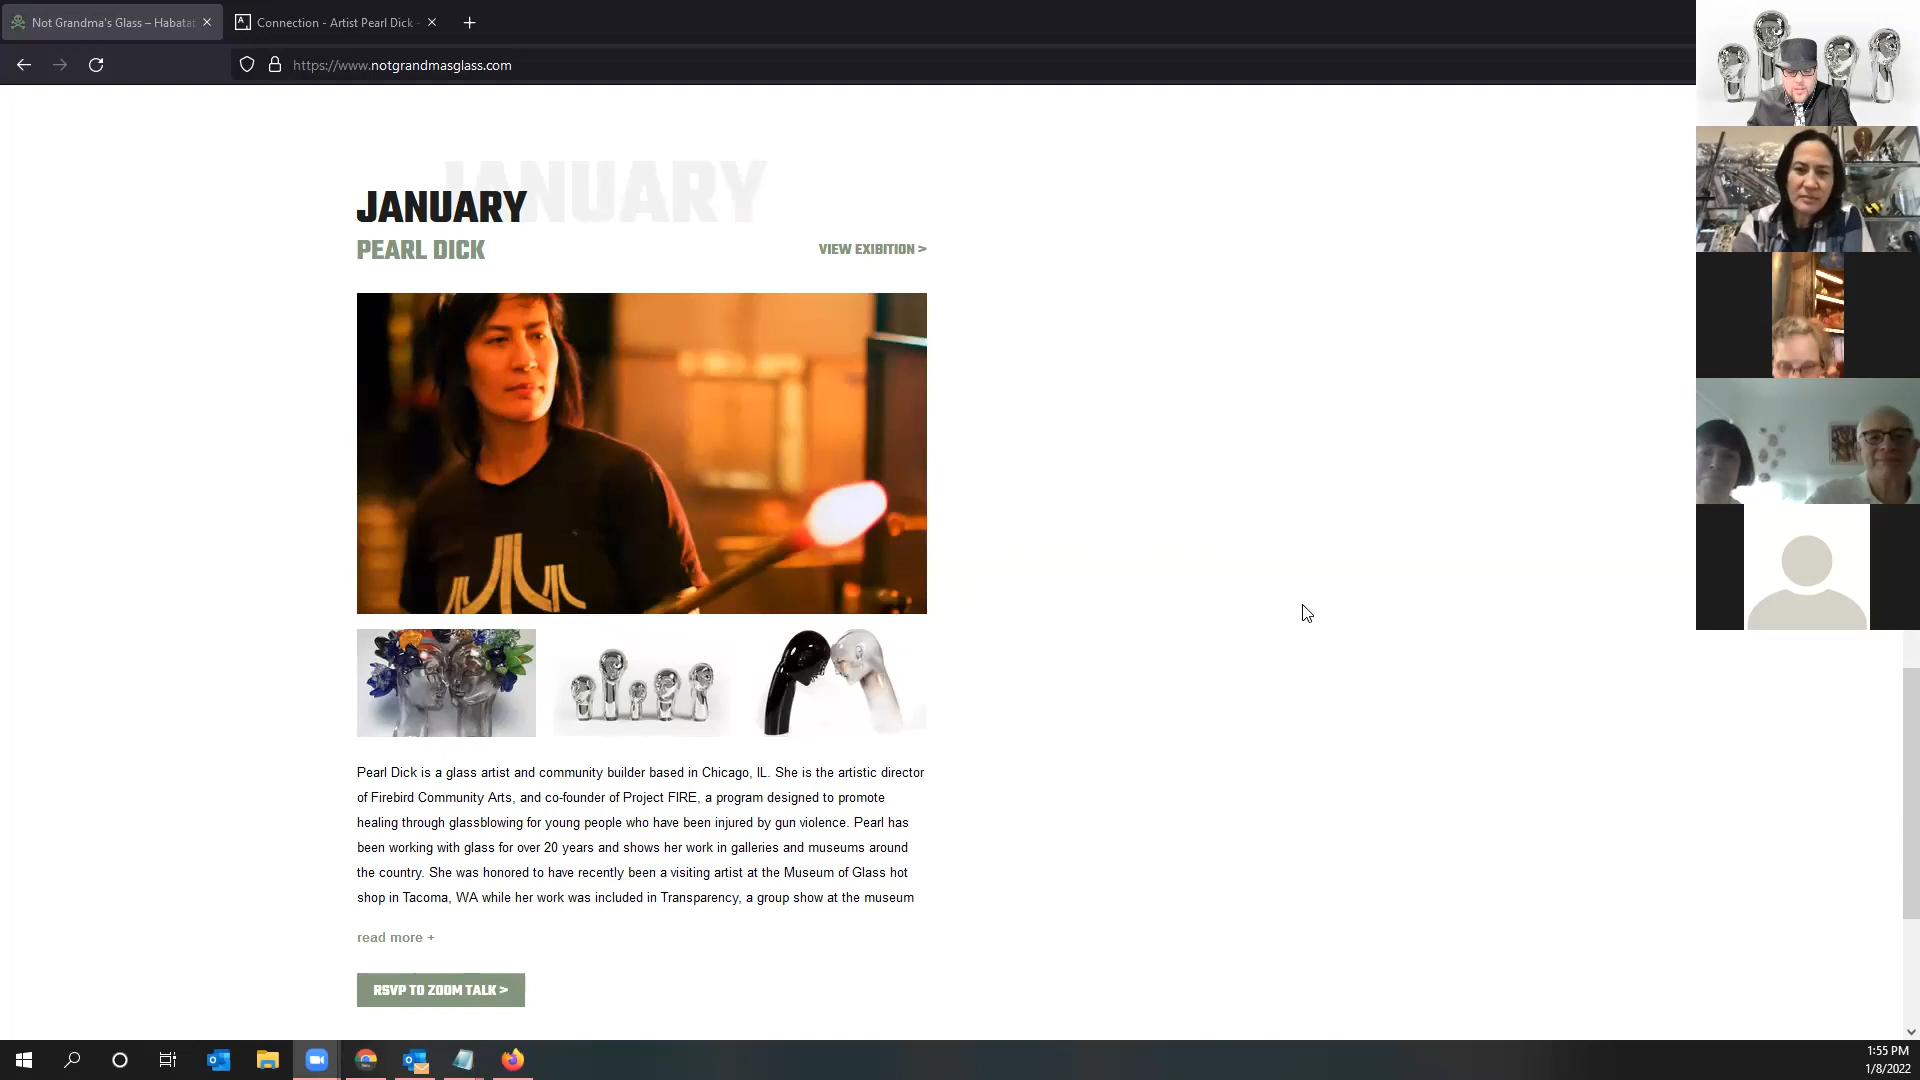 Not Grandma's Glass – Habatat
Connection - Artist Pearl Dick -
https://www.notgrandmasglass.com
JANUARY
JANUARY
PEARL DICK
VIEW EXIBITION >
Pearl Dick is a glass artist and community builder based in Chicago, IL. She is the artistic director
of Firebird Community Arts, and co-founder of Project FIRE, a program designed to promote
healing through glassblowing for young people who have been injured by gun violence. Pearl has
been working with glass for over 20 years and shows her work in galleries and museums around
the country. She was honored to have recently been a visiting artist at the Museum of Glass hot
shop in Tacoma, WA while her work was included in Transparency, a group show at the museum
read more +
RSVP TO ZOOM TALK >
1:55 PM
1/8/2022